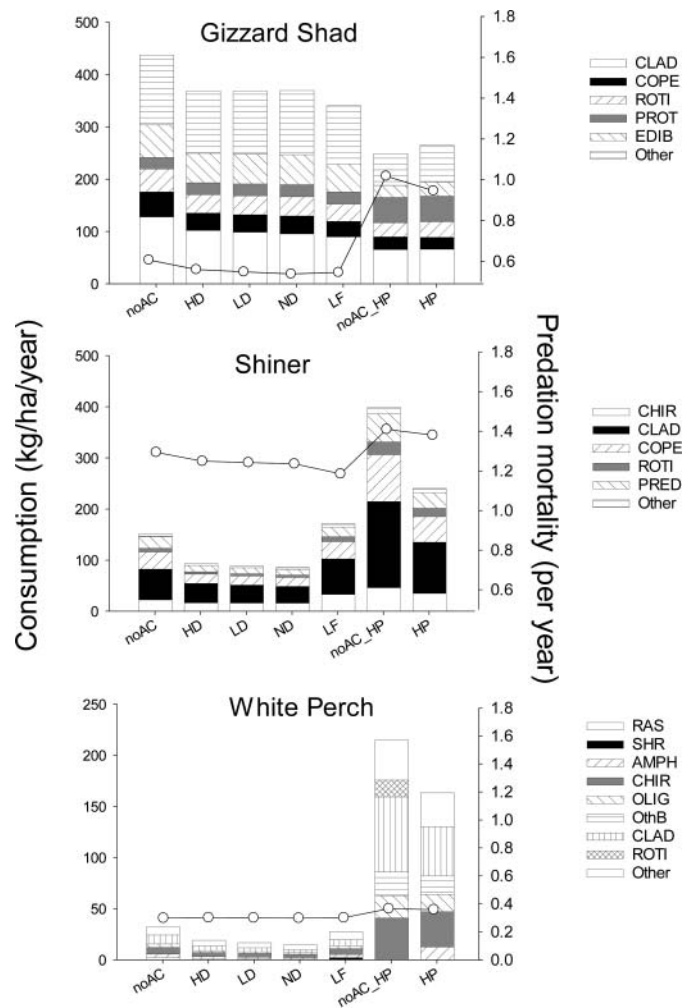 Gizzard Shad
500
400
300
200
100
0
1.8
1.6
1.4
1.2
1.0
0.8
0.6
noAC HD LD ND LF noAC_HP HP
CLAD
COPE
ROTI
PROT
EDIB
Other
Consumption (kg/ha/year)
Predation mortality (per year)
Shiner
500
400
300
200
100
0
1.8
1.6
1.4
1.2
1.0
0.8
0.6
noAC HD LD ND LF noAC_HP HP
CHIR
CLAD
COPE
ROTI
PRED
Other
White Perch
250
200
150
100
50
0
1.8
1.6
1.4
1.2
1.0
0.8
0.6
0.4
0.2
0.0
noAC HD LD ND LF noAC_HP HP
RAS
SHR
AMPH
CHIR
OLIG
OthB
CLAD
ROTI
Other